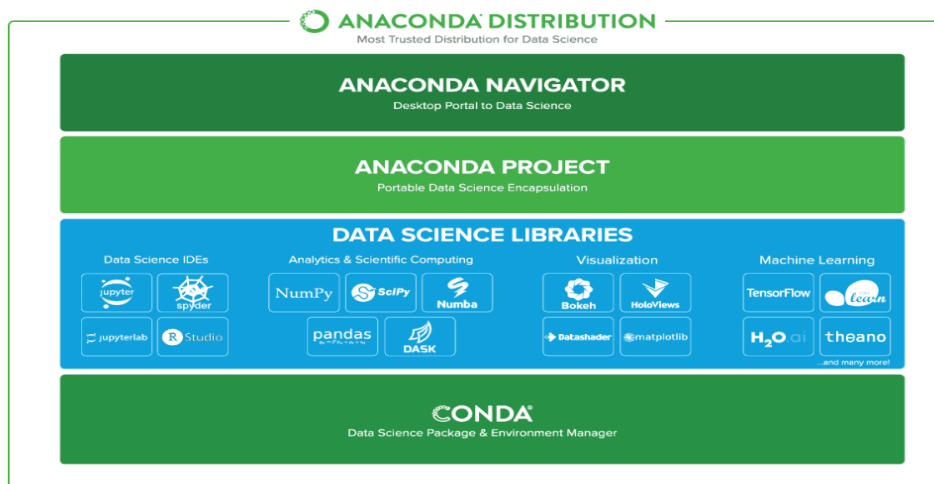 ANACONDA DISTRIBUTION
Most Trusted Distribution for Data Science
ANACONDA NAVIGATOR
Desktop Portal to Data Science
ANACONDA PROJECT
Portable Data Science Encapsulation
DATA SCIENCE LIBRARIES
Data Science IDEs
jupyter
spyder
jupyterlab
R Studio
Analytics & Scientific Computing
NumPy
SciPy
Numba
pandas
DASK
Visualization
Bokeh
HoloViews
Datashader
matplotlib
Machine Learning
TensorFlow
learn
H2O.ai
theano
...and many more!
CONDA®
Data Science Package & Environment Manager